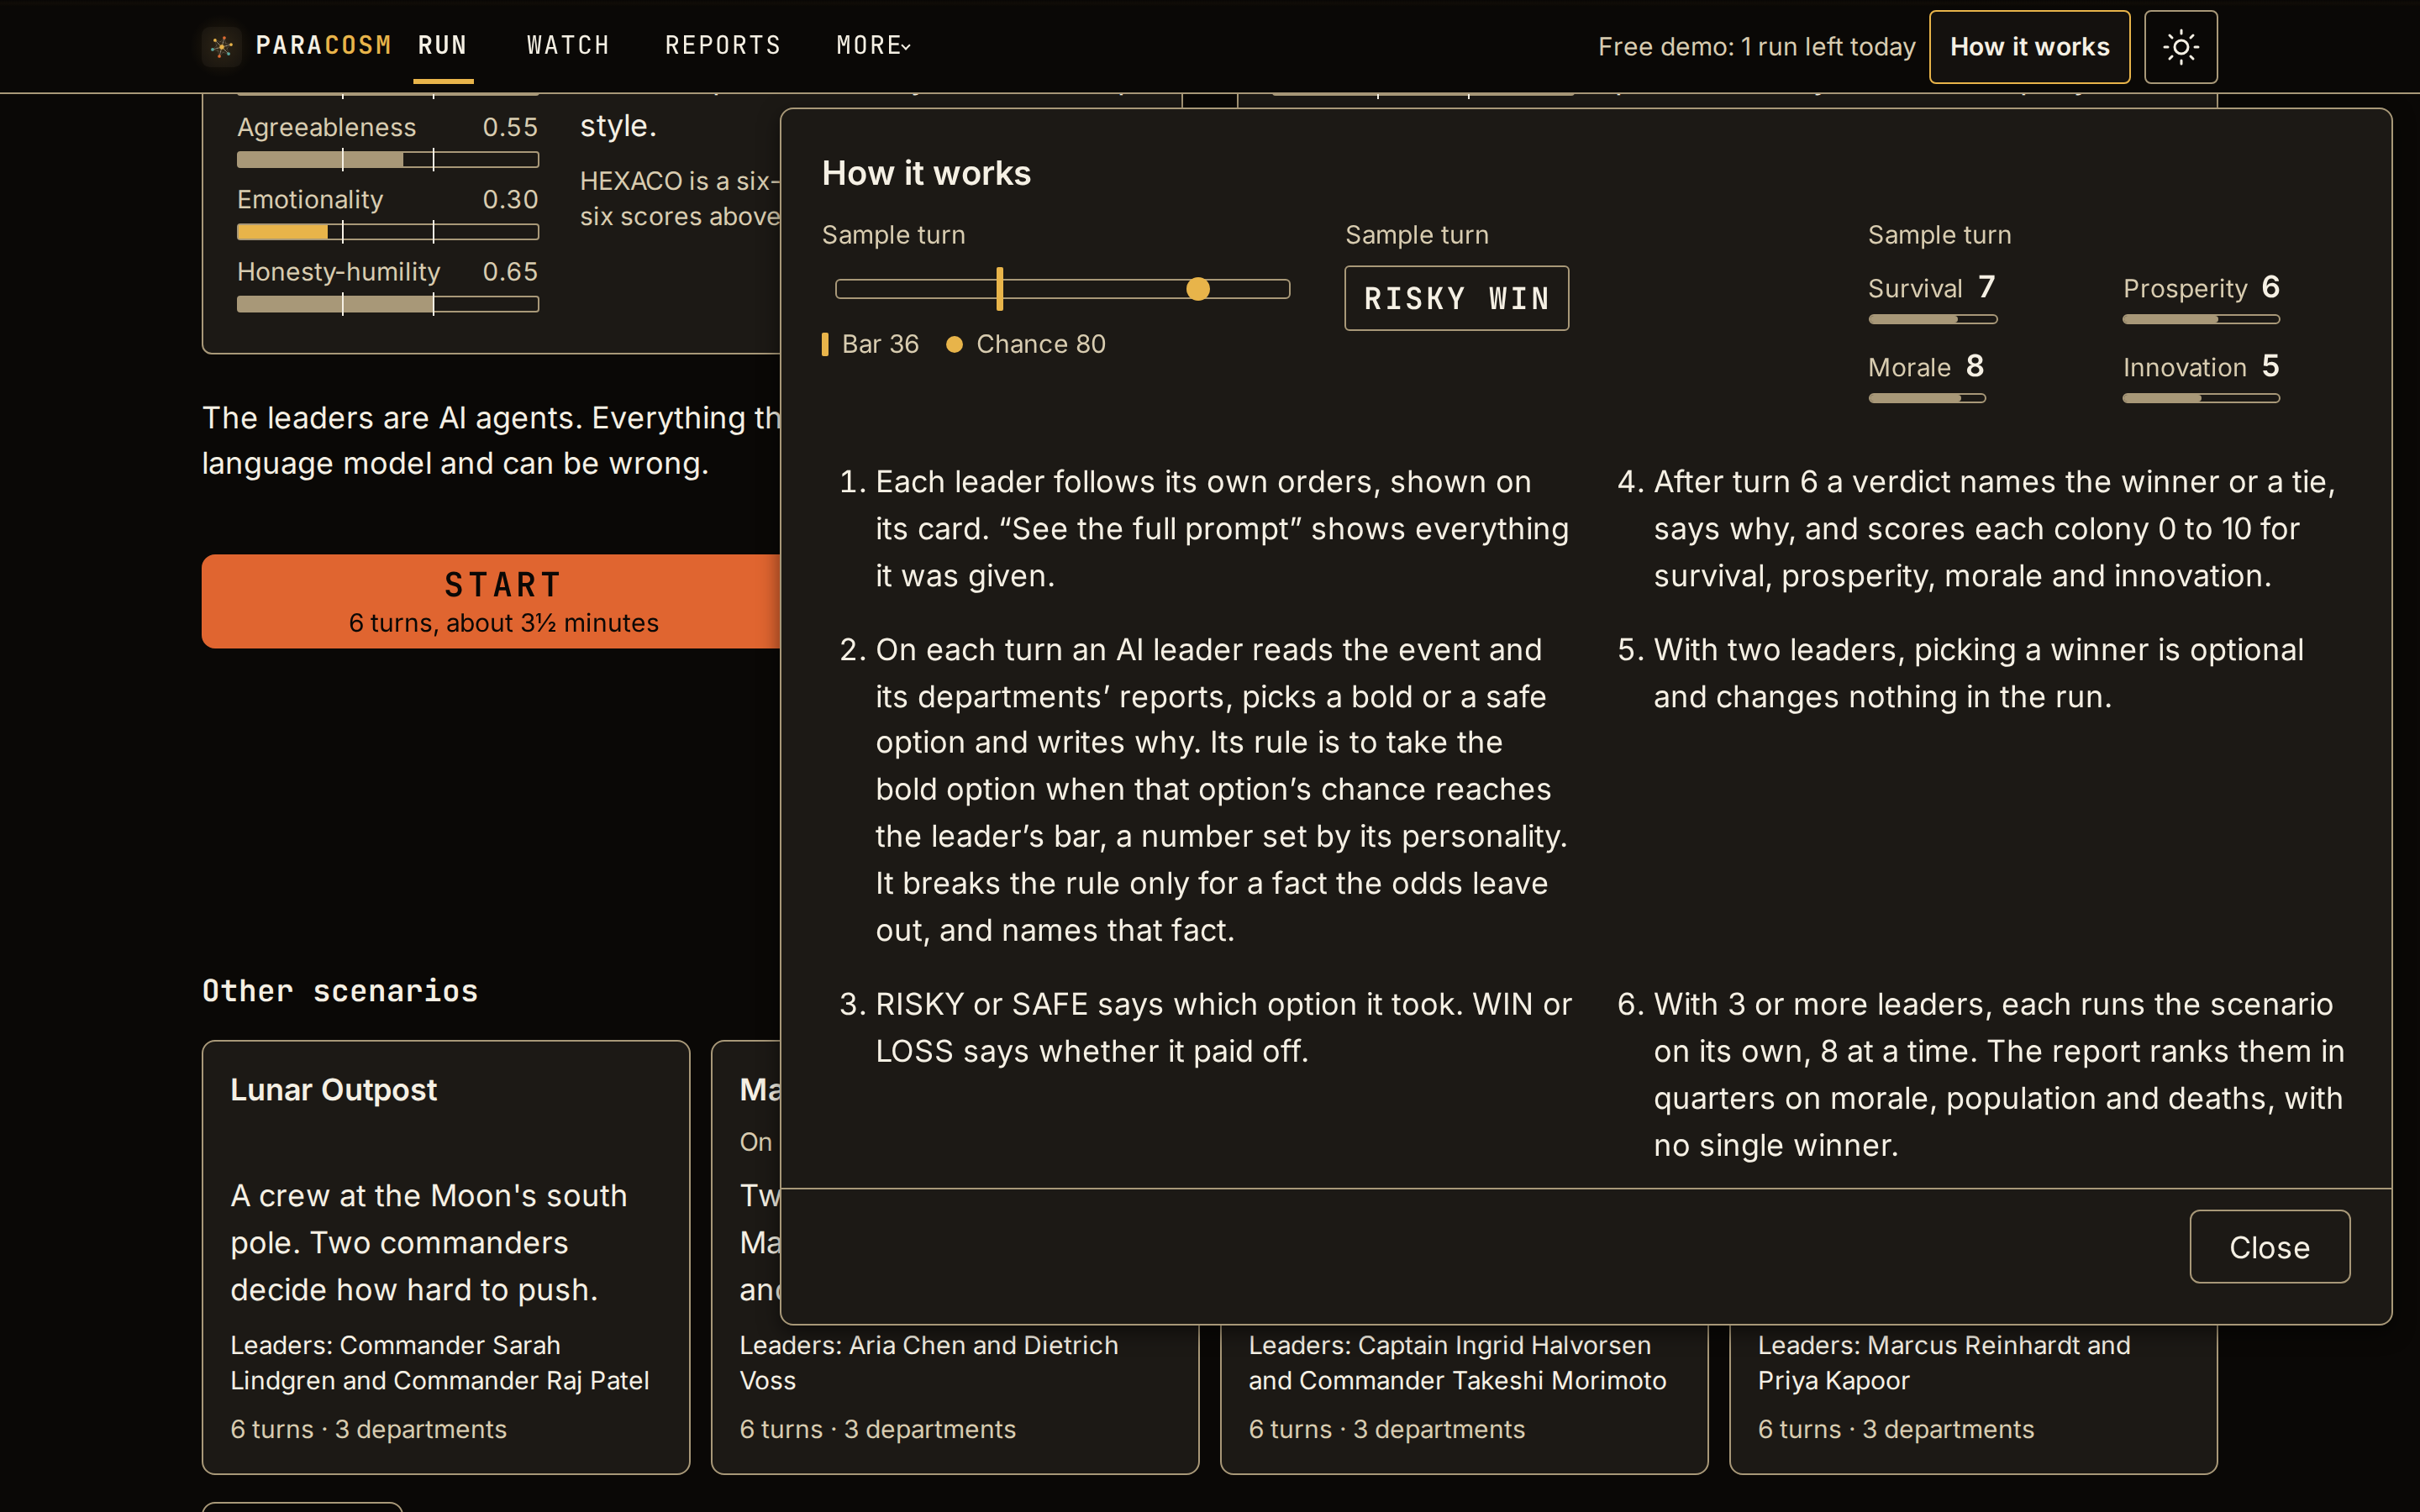 PARACOSM RUN WATCH REPORTS MORE
Free demo: 1 run left today
How it works
Agreeableness 0.55
Emotionality 0.30
Honesty-humility 0.65
style.
HEXACO is a six-
six scores above
The leaders are AI agents. Everything th
language model and can be wrong.
START
6 turns, about 3½ minutes
How it works
Sample turn
Bar 36 Chance 80
Sample turn
RISKY WIN
Sample turn
Survival 7 Prosperity 6
Morale 8 Innovation 5
1. Each leader follows its own orders, shown on
its card. “See the full prompt” shows everything
it was given.
2. On each turn an AI leader reads the event and
its departments’ reports, picks a bold or a safe
option and writes why. Its rule is to take the
bold option when that option’s chance reaches
the leader’s bar, a number set by its personality.
It breaks the rule only for a fact the odds leave
out, and names that fact.
3. RISKY or SAFE says which option it took. WIN or
LOSS says whether it paid off.
4. After turn 6 a verdict names the winner or a tie,
says why, and scores each colony 0 to 10 for
survival, prosperity, morale and innovation.
5. With two leaders, picking a winner is optional
and changes nothing in the run.
6. With 3 or more leaders, each runs the scenario
on its own, 8 at a time. The report ranks them in
quarters on morale, population and deaths, with
no single winner.
Close
Other scenarios
Lunar Outpost
A crew at the Moon's south
pole. Two commanders
decide how hard to push.
Leaders: Commander Sarah
Lindgren and Commander Raj Patel
6 turns · 3 departments
Ma
On
Tw
Ma
and
Leaders: Aria Chen and Dietrich
Voss
6 turns · 3 departments
Leaders: Captain Ingrid Halvorsen
and Commander Takeshi Morimoto
6 turns · 3 departments
Leaders: Marcus Reinhardt and
Priya Kapoor
6 turns · 3 departments